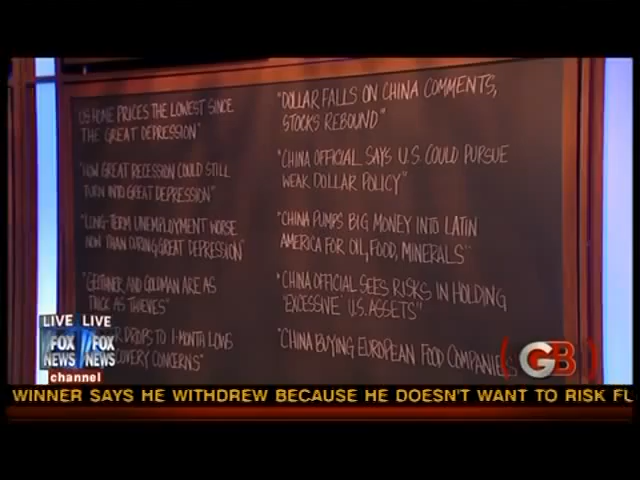 US HOME PRICES THE LOWEST SINCE
THE GREAT DEPRESSION"
"HOW GREAT RECESSION COULD STILL
TURN INTO GREAT DEPRESSION"
"LONG-TERM UNEMPLOYMENT WORSE
NOW THAN DURING GREAT DEPRESSION
"GEITHNER AND GOLDMAN ARE AS
THICK AS THIEVES"
DROPS TO 1-MONTH LOWS
CONCERNS"
"DOLLAR FALLS ON CHINA COMMENTS,
STOCKS REBOUND"
"CHINA OFFICIAL SAYS U.S. COULD PURSUE
WEAK DOLLAR POLICY"
"CHINA PUMPS BIG MONEY INTO LATIN
AMERICA FOR OIL, FOOD, MINERALS"
"CHINA OFFICIAL SEES RISKS IN HOLDING
'EXCESSIVE' U.S. ASSETS"
"CHINA BUYING EUROPEAN FOOD COMPANIES
LIVE LIVE
FOX FOX
NEWS NEWS
channel
GB
WINNER SAYS HE WITHDREW BECAUSE HE DOESN'T WANT TO RISK